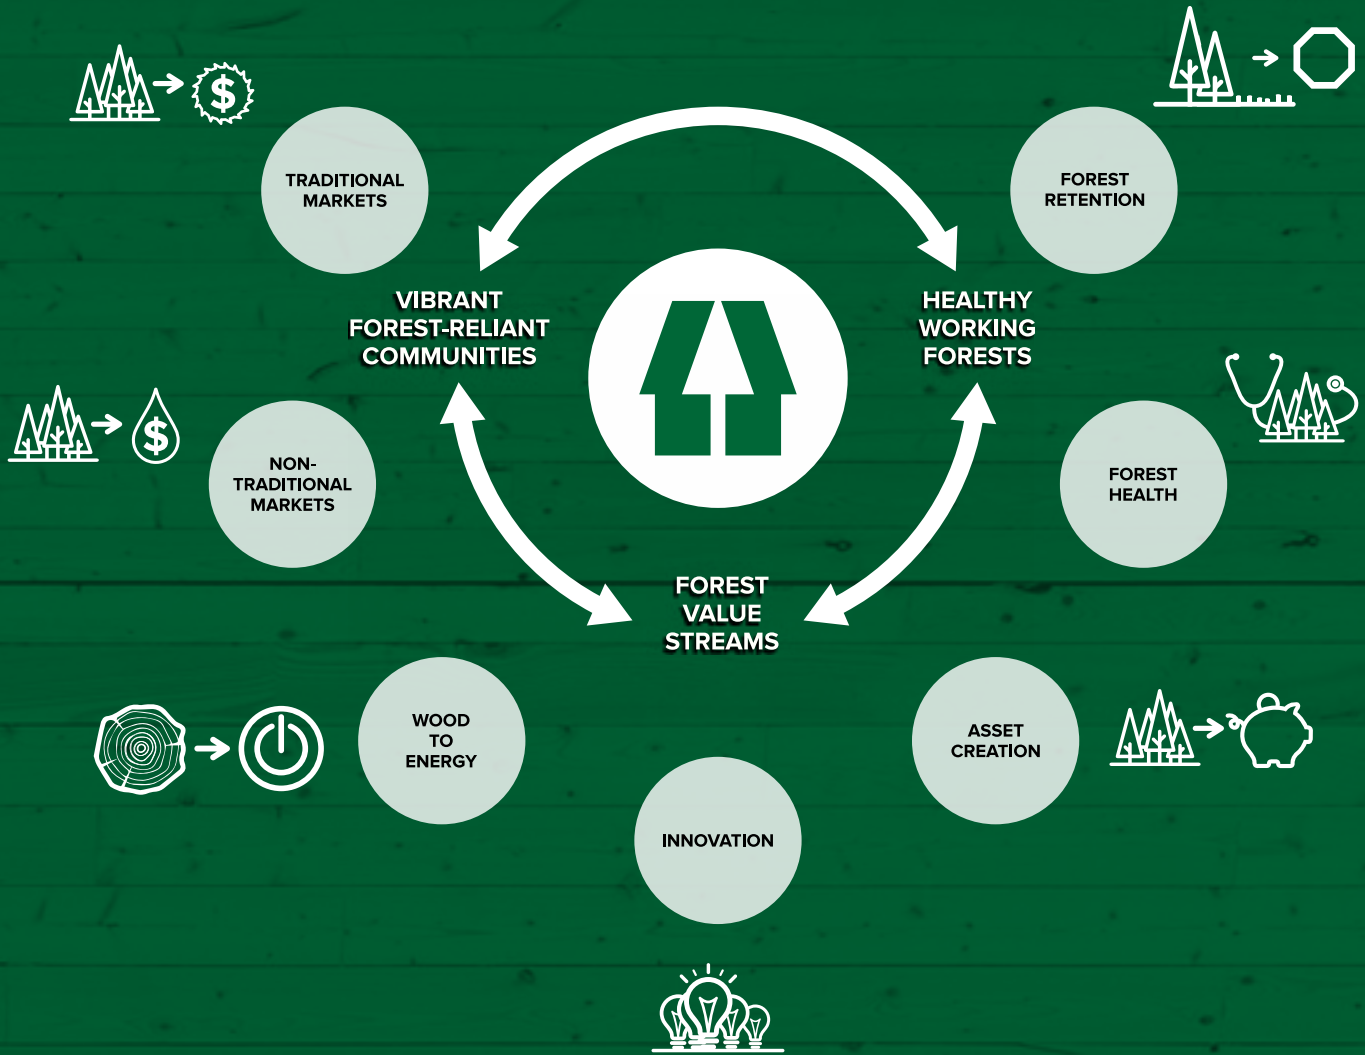 $
TRADITIONAL
MARKETS
FOREST
RETENTION
VIBRANT
FOREST-RELIANT
COMMUNITIES
HEALTHY
WORKING
FORESTS
$
NON-
TRADITIONAL
MARKETS
FOREST
HEALTH
FOREST
VALUE
STREAMS
WOOD
TO
ENERGY
ASSET
CREATION
INNOVATION